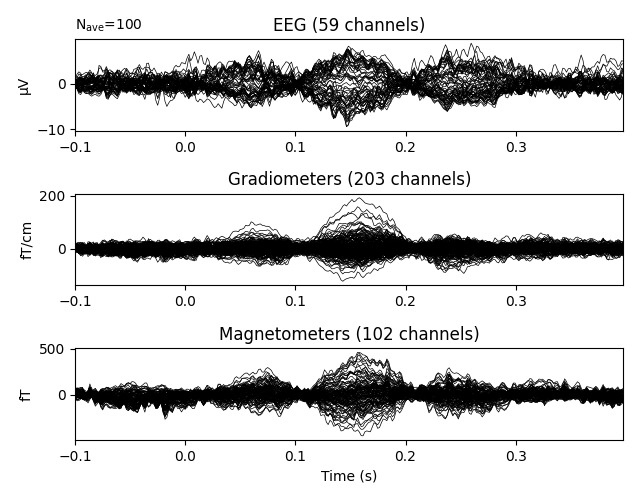 N_ave=100
EEG (59 channels)
µV
0
−10
−0.1 0.0 0.1 0.2 0.3
Gradiometers (203 channels)
fT/cm
200
0
−0.1 0.0 0.1 0.2 0.3
Magnetometers (102 channels)
fT
500
0
−0.1 0.0 0.1 0.2 0.3
Time (s)